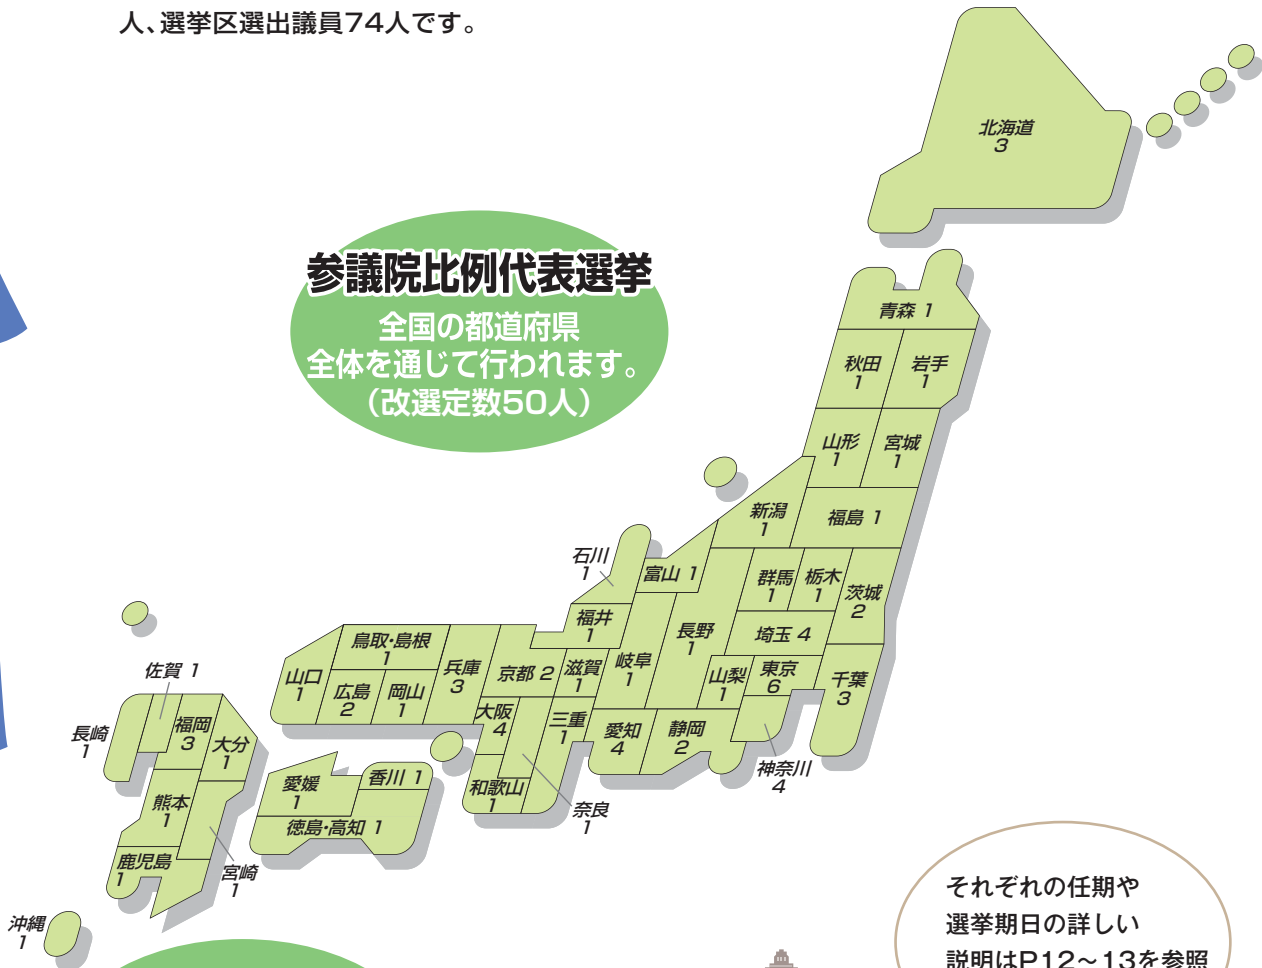 人、選挙区選出議員74人です。
参議院比例代表選挙
全国の都道府県
全体を通じて行われます。
（改選定数50人）
北海道
3
青森 1
秋田
1
岩手
1
山形
1
宮城
1
新潟
1
福島 1
石川
1
富山 1
群馬
1
栃木
1
茨城
2
福井
1
長野
1
埼玉 4
鳥取・島根
1
兵庫
3
京都 2
滋賀
1
岐阜
1
山梨
1
東京
6
千葉
3
佐賀 1
山口
1
広島
2
岡山
1
大阪
4
三重
1
愛知
4
静岡
2
長崎
1
福岡
3
大分
1
神奈川
4
愛媛
1
香川 1
和歌山
1
奈良
1
熊本
1
徳島・高知 1
鹿児島
1
宮崎
1
沖縄
1
それぞれの任期や
選挙期日の詳しい
説明はP12～13を参照